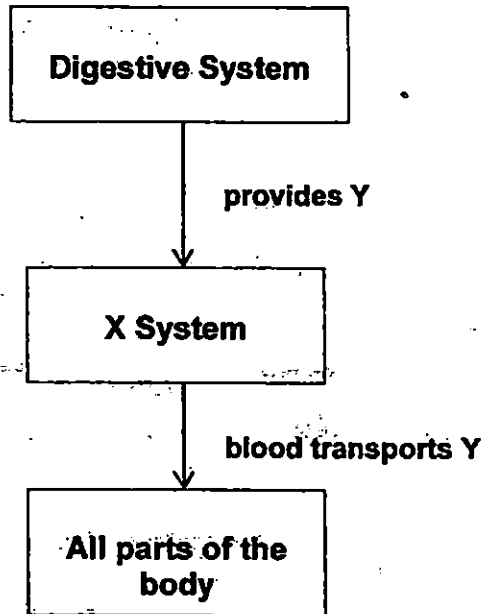 Digestive System
provides Y
X System
blood transports Y
All parts of the
body